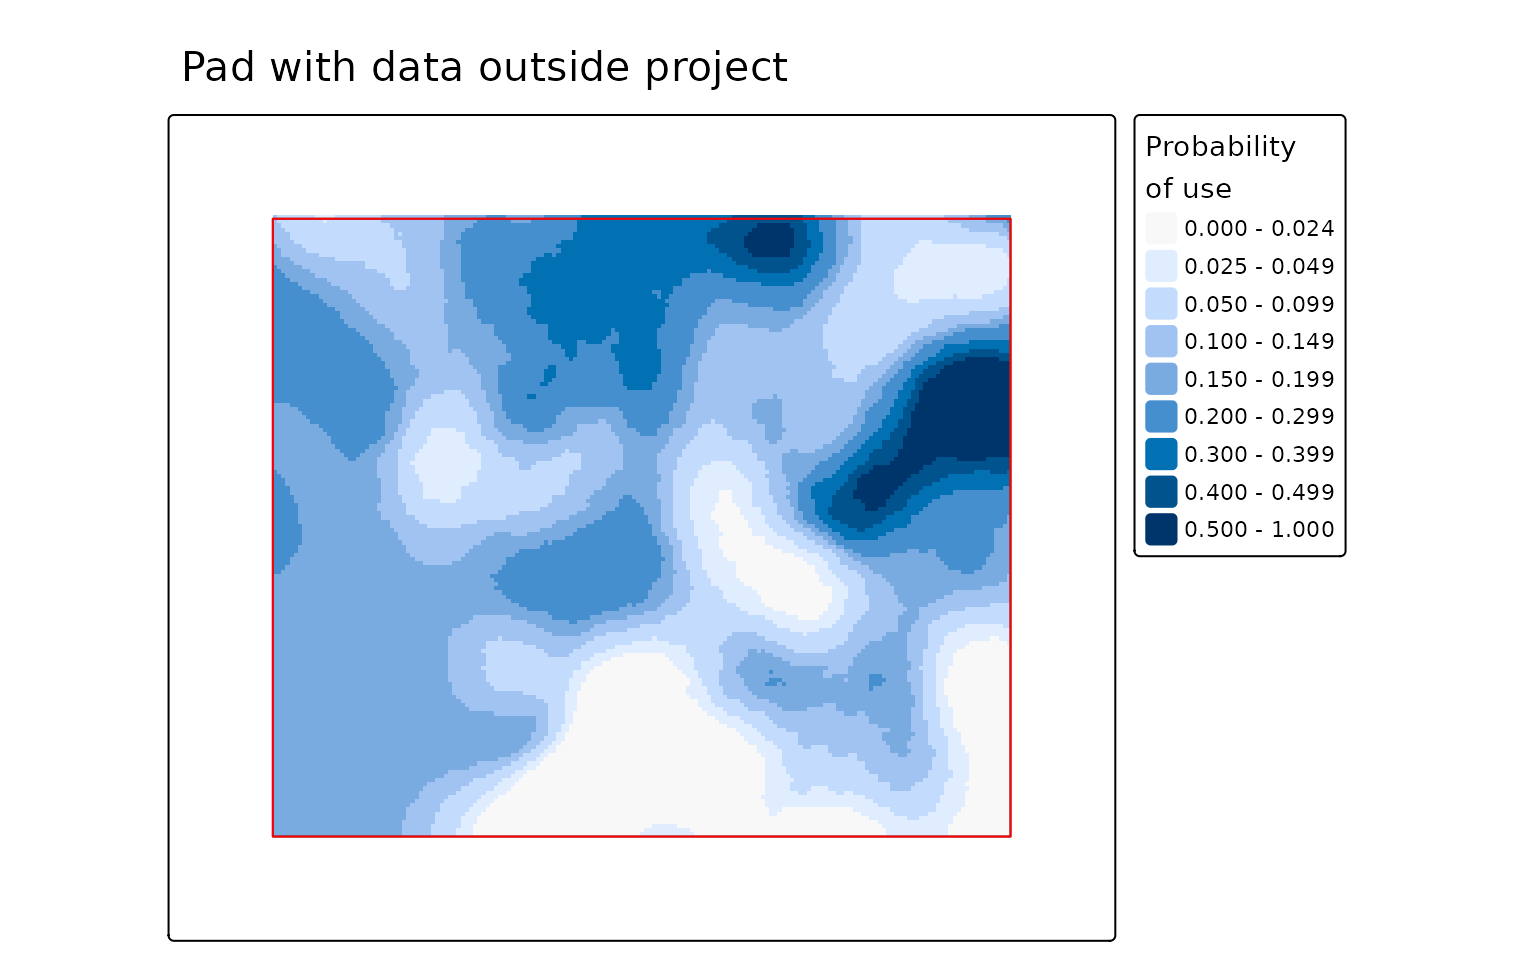 Pad with data outside project
Probability
of use
0.000 - 0.024
0.025 - 0.049
0.050 - 0.099
0.100 - 0.149
0.150 - 0.199
0.200 - 0.299
0.300 - 0.399
0.400 - 0.499
0.500 - 1.000